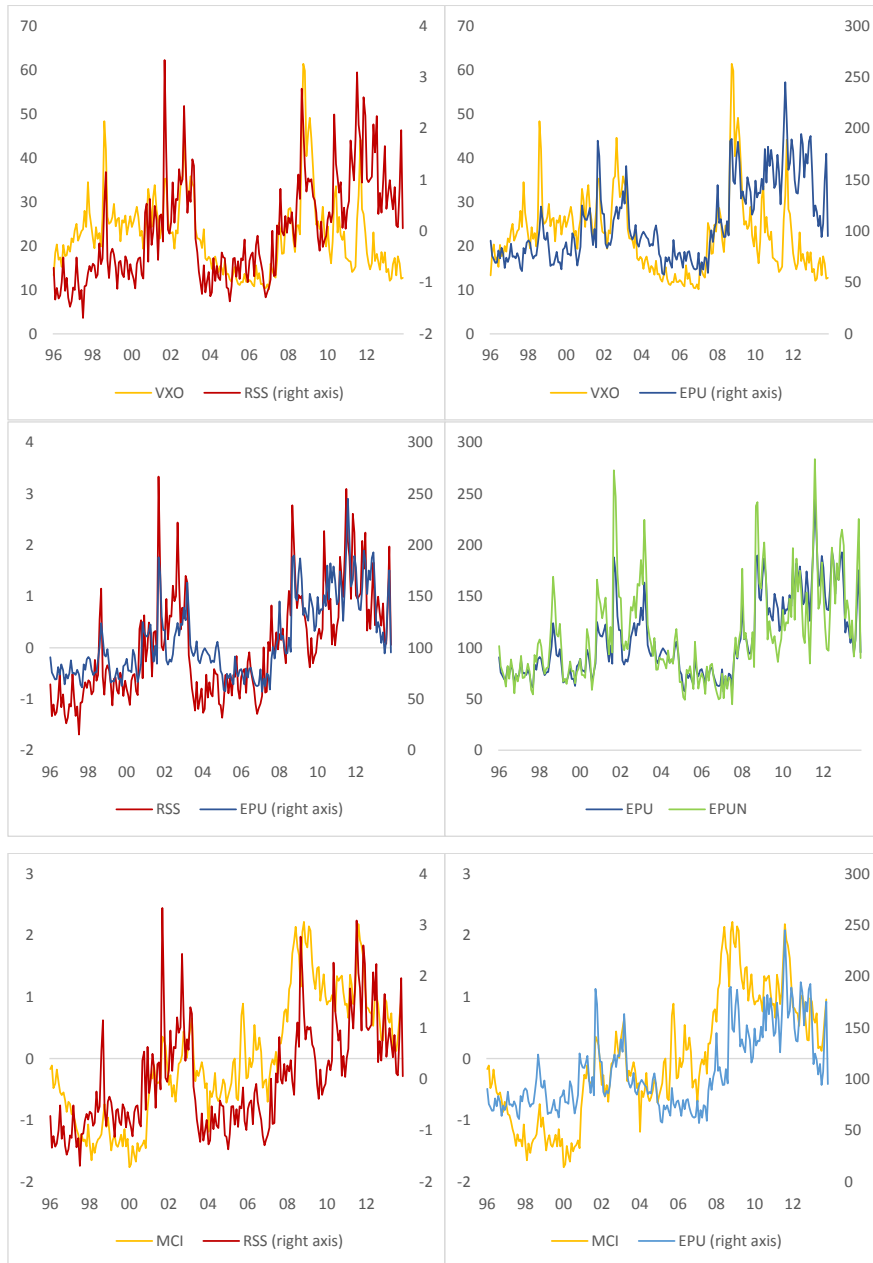 70 4 70 300
60 3 60 250
50 2 50 200
40 40
30 1 30 150
20 0 20 100
10 -1 10 50
0 -2 0 0
96 98 00 02 04 06 08 10 12 96 98 00 02 04 06 08 10 12
VXO RSS (right axis) VXO EPU (right axis)
4 300 300
3 250 250
2 200 200
1 150 150
0 100 100
-1 50 50
-2 0 0
96 98 00 02 04 06 08 10 12 96 98 00 02 04 06 08 10 12
RSS EPU (right axis) EPU EPUN
3 4 3 300
2 3 2 250
1 2 1 200
0 1 0 150
-1 0 -1 100
-2 -1 -2 50
-2 0
96 98 00 02 04 06 08 10 12 96 98 00 02 04 06 08 10 12
MCI RSS (right axis) MCI EPU (right axis)